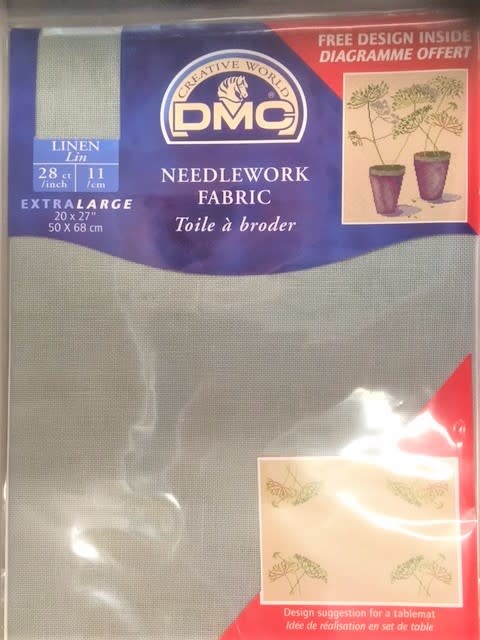 FREE DESIGN INSIDE
DIAGRAMME OFFERT
CREATIVE WORLD
DMC®
LINEN
Lin
28 ct 11
/inch /cm
NEEDLEWORK
FABRIC
Toile à broder
EXTRALARGE
20 x 27"
50 X 68 cm
Design suggestion for a tablemat
Idée de réalisation en set de table